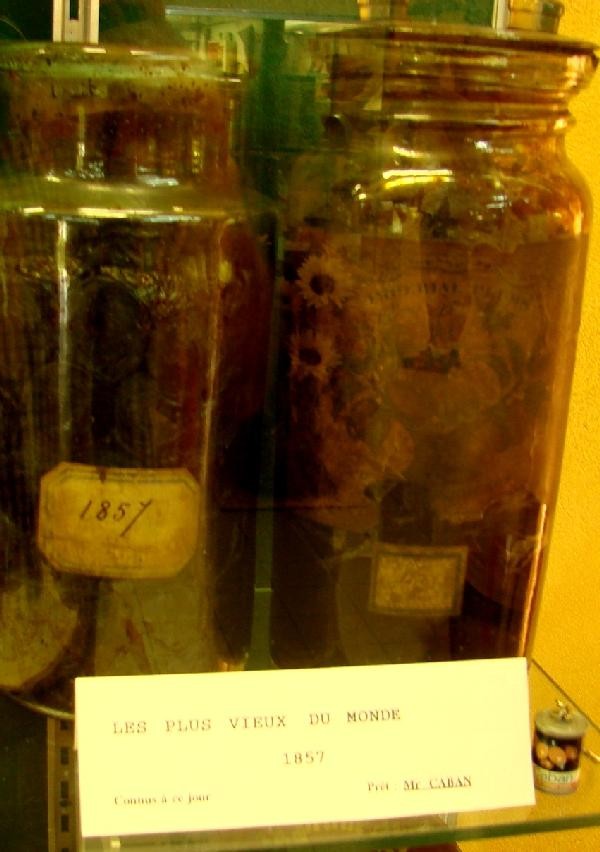 1857
LES PLUS VIEUX DU MONDE
1857
Connus à ce jour
Prêt : Mr CABAN